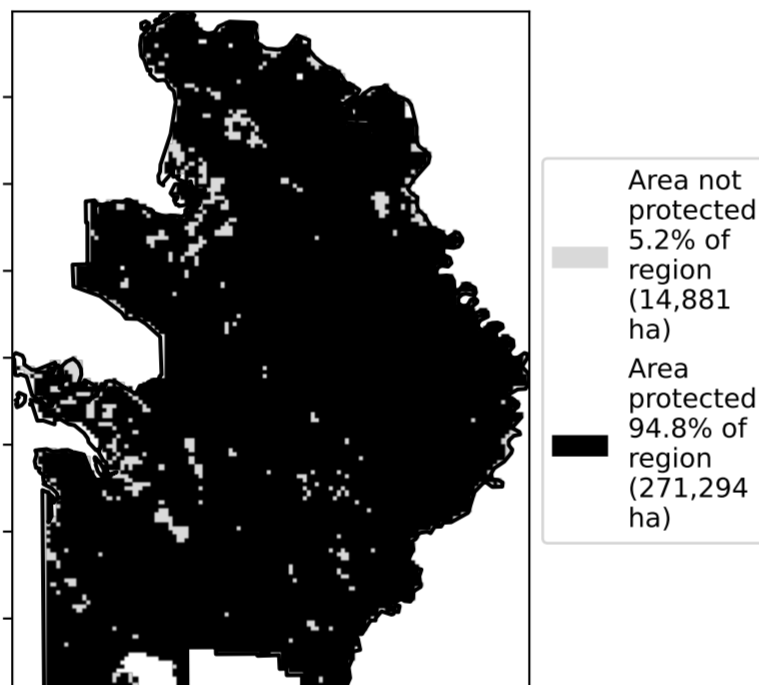 Area not
protected
5.2% of
region
(14,881
ha)
Area
protected
94.8% of
region
(271,294
ha)